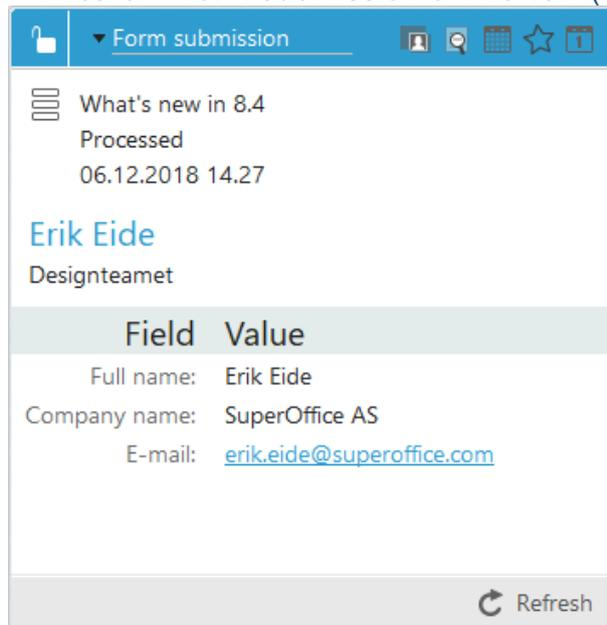 Form submission
1
What's new in 8.4
Processed
06.12.2018 14.27
Erik Eide
Designteamet
Field Value
Full name: Erik Eide
Company name: SuperOffice AS
E-mail: erik.eide@superoffice.com
Refresh